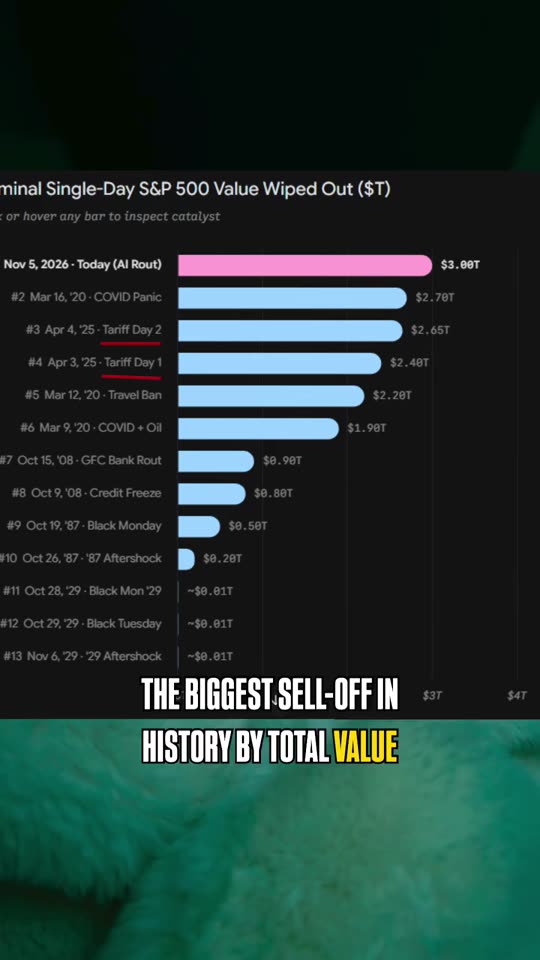 minal Single-Day S&P 500 Value Wiped Out ($T)
or hover any bar to inspect catalyst
Nov 5, 2026 · Today (AI Rout) $3.00T
#2 Mar 16, '20 · COVID Panic $2.70T
#3 Apr 4, '25 · Tariff Day 2 $2.65T
#4 Apr 3, '25 · Tariff Day 1 $2.40T
#5 Mar 12, '20 · Travel Ban $2.20T
#6 Mar 9, '20 · COVID + Oil $1.90T
#7 Oct 15, '08 · GFC Bank Rout $0.90T
#8 Oct 9, '08 · Credit Freeze $0.80T
#9 Oct 19, '87 · Black Monday $0.50T
#10 Oct 26, '87 · '87 Aftershock $0.20T
#11 Oct 28, '29 · Black Mon '29 ~$0.01T
#12 Oct 29, '29 · Black Tuesday ~$0.01T
#13 Nov 6, '29 · '29 Aftershock ~$0.01T
$3T $4T
THE BIGGEST SELL-OFF IN
HISTORY BY TOTAL VALUE